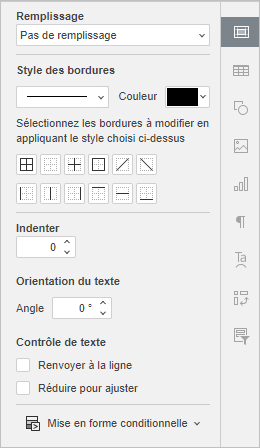 Remplissage
Pas de remplissage
Style des bordures
Couleur
Sélectionnez les bordures à modifier en
appliquant le style choisi ci-dessus
Indenter
0
Orientation du texte
Angle 0 °
Contrôle de texte
Renvoyer à la ligne
Réduire pour ajuster
Mise en forme conditionnelle
Ta